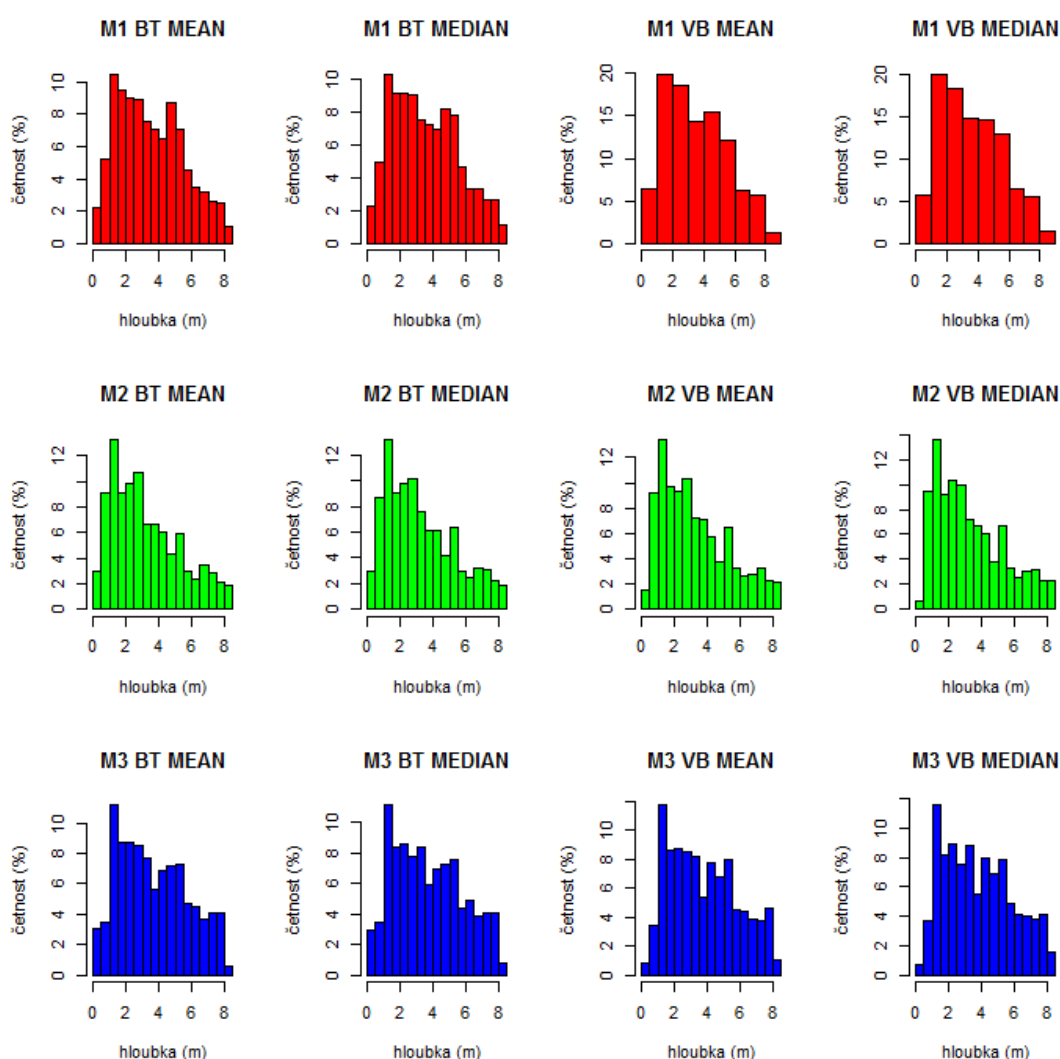 M1 BT MEAN
četnost (%)
0 2 4 6 8 10
0 2 4 6 8
hloubka (m)
M1 BT MEDIAN
četnost (%)
0 2 4 6 8 10
0 2 4 6 8
hloubka (m)
M1 VB MEAN
četnost (%)
0 5 10 15 20
0 2 4 6 8
hloubka (m)
M1 VB MEDIAN
četnost (%)
0 5 10 15 20
0 2 4 6 8
hloubka (m)
M2 BT MEAN
četnost (%)
0 2 4 6 8 12
0 2 4 6 8
hloubka (m)
M2 BT MEDIAN
četnost (%)
0 2 4 6 8 12
0 2 4 6 8
hloubka (m)
M2 VB MEAN
četnost (%)
0 2 4 6 8 12
0 2 4 6 8
hloubka (m)
M2 VB MEDIAN
četnost (%)
0 2 4 6 8 12
0 2 4 6 8
hloubka (m)
M3 BT MEAN
četnost (%)
0 2 4 6 8 10
0 2 4 6 8
hloubka (m)
M3 BT MEDIAN
četnost (%)
0 2 4 6 8 10
0 2 4 6 8
hloubka (m)
M3 VB MEAN
četnost (%)
0 2 4 6 8 10
0 2 4 6 8
hloubka (m)
M3 VB MEDIAN
četnost (%)
0 2 4 6 8 10
0 2 4 6 8
hloubka (m)